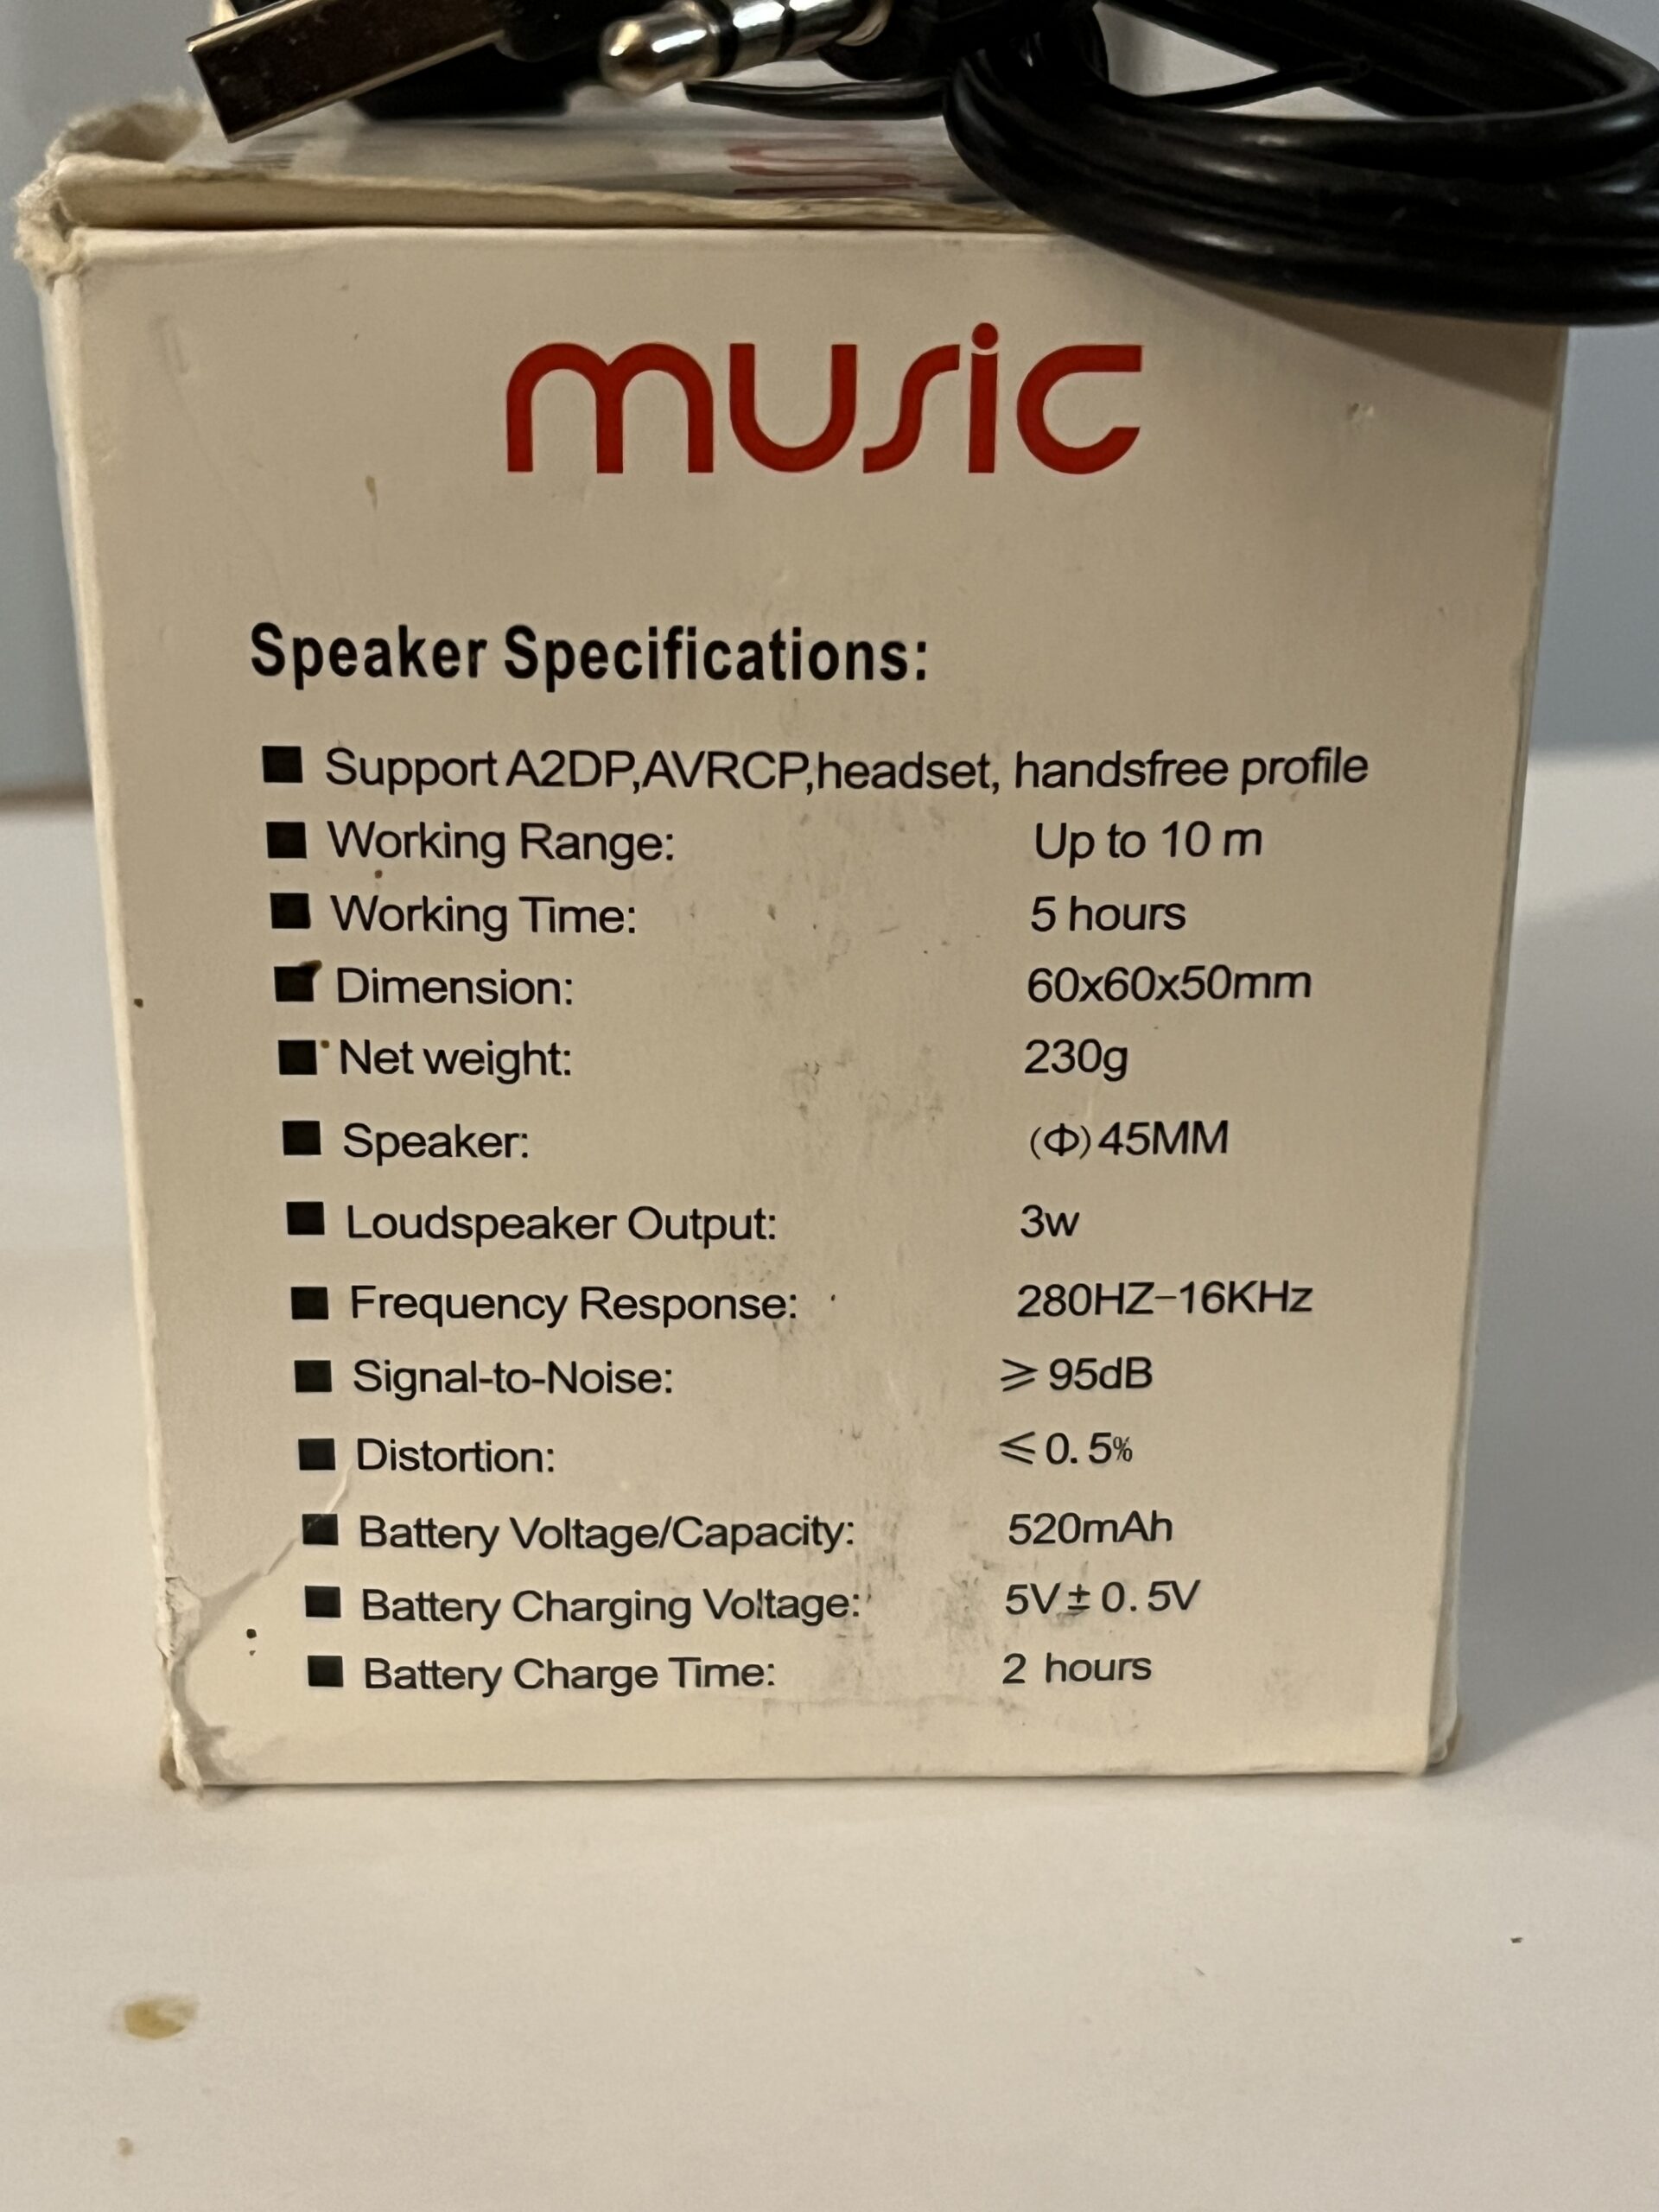 music
Speaker Specifications:
■ Support A2DP,AVRCP,headset, handsfree profile
■ Working Range: Up to 10 m
■ Working Time: 5 hours
■ Dimension: 60x60x50mm
■ Net weight: 230g
■ Speaker: (Φ)45MM
■ Loudspeaker Output: 3w
■ Frequency Response: 280HZ-16KHz
■ Signal-to-Noise: ⩾ 95dB
■ Distortion: ⩽ 0.5%
■ Battery Voltage/Capacity: 520mAh
■ Battery Charging Voltage: 5V±0.5V
■ Battery Charge Time: 2 hours